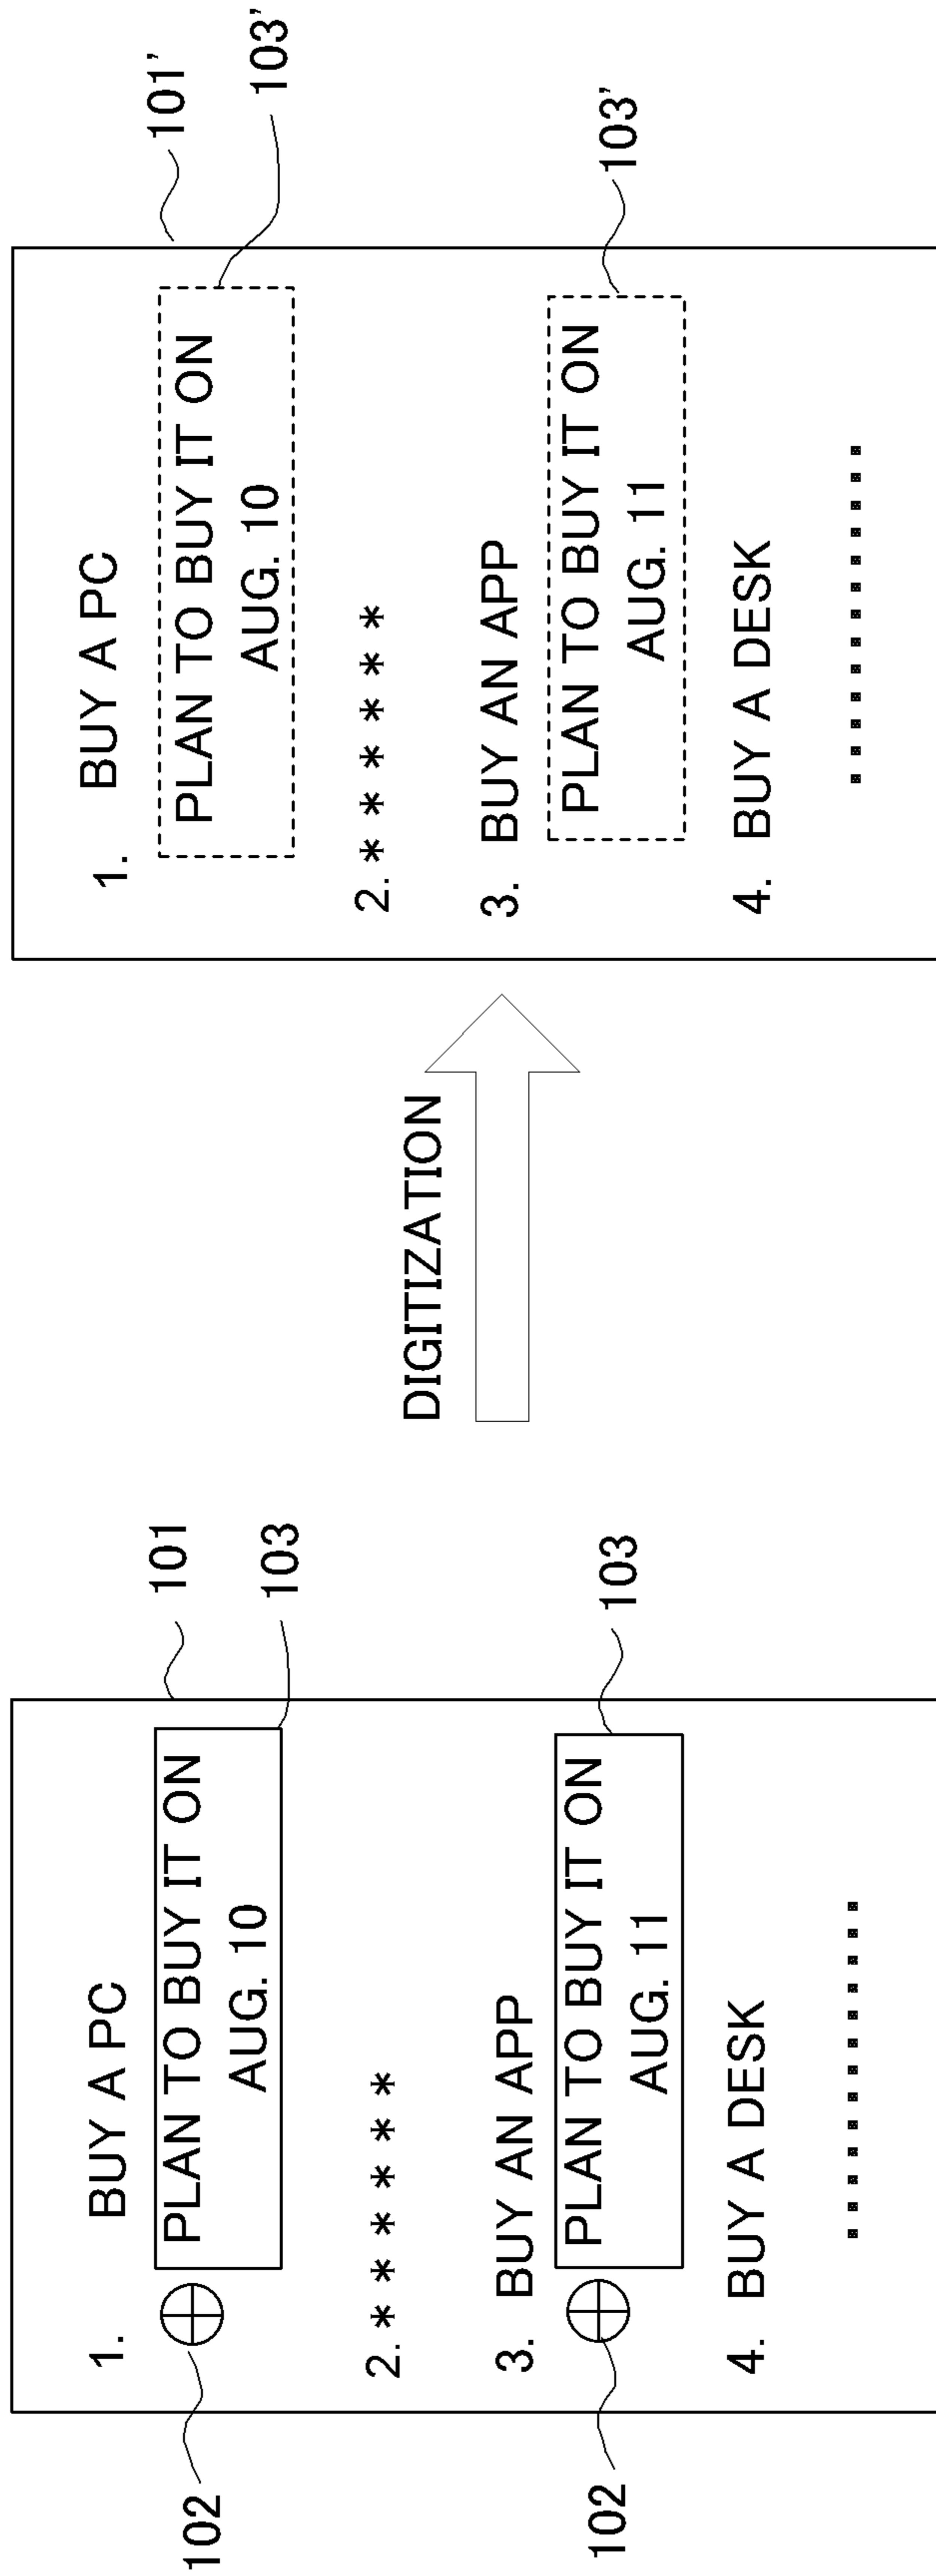 101
1. BUY A PC
102
PLAN TO BUY IT ON
AUG. 10
103
2. * * * * * *
3. BUY AN APP
102
PLAN TO BUY IT ON
AUG. 11
103
4. BUY A DESK
DIGITIZATION
101'
1. BUY A PC
103'
PLAN TO BUY IT ON
AUG. 10
2. * * * * * *
3. BUY AN APP
103'
PLAN TO BUY IT ON
AUG. 11
4. BUY A DESK